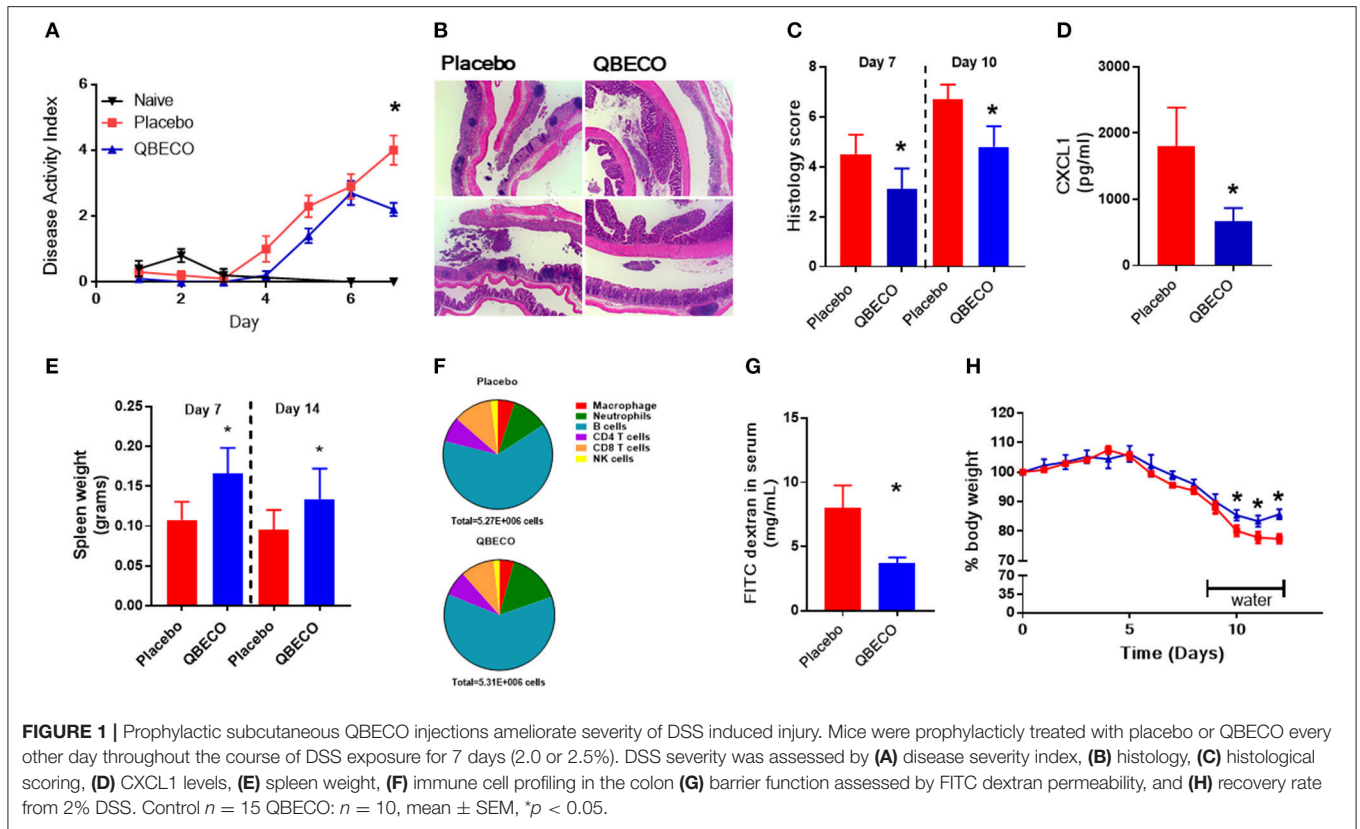 A
Disease Activity Index
6
4
2
0
Naive
Placebo
QBECO
*
0 2 4 6
Day
B
Placebo QBECO
C
Day 7 Day 10
Histology score
8
6
4
2
0
* *
Placebo QBECO Placebo QBECO
D
CXCL1
(pg/ml)
3000
2000
1000
0
*
Placebo QBECO
E
Spleen weight
(grams)
0.25
0.20
0.15
0.10
0.05
0.00
Day 7 Day 14
* *
Placebo QBECO Placebo QBECO
F
Placebo
Macrophage
Neutrophils
B cells
CD4 T cells
CD8 T cells
NK cells
Total=5.27E+006 cells
QBECO
Total=5.31E+006 cells
G
FITC dextran in serum
(mg/mL)
15
10
5
0
*
Placebo QBECO
H
% body weight
120
110
100
90
80
70
70
35
0
* * *
water
0 5 10
Time (Days)
FIGURE 1 | Prophylactic subcutaneous QBECO injections ameliorate severity of DSS induced injury. Mice were prophylacticly treated with placebo or QBECO every
other day throughout the course of DSS exposure for 7 days (2.0 or 2.5%). DSS severity was assessed by (A) disease severity index, (B) histology, (C) histological
scoring, (D) CXCL1 levels, (E) spleen weight, (F) immune cell profiling in the colon (G) barrier function assessed by FITC dextran permeability, and (H) recovery rate
from 2% DSS. Control n = 15 QBECO: n = 10, mean ± SEM, *p < 0.05.